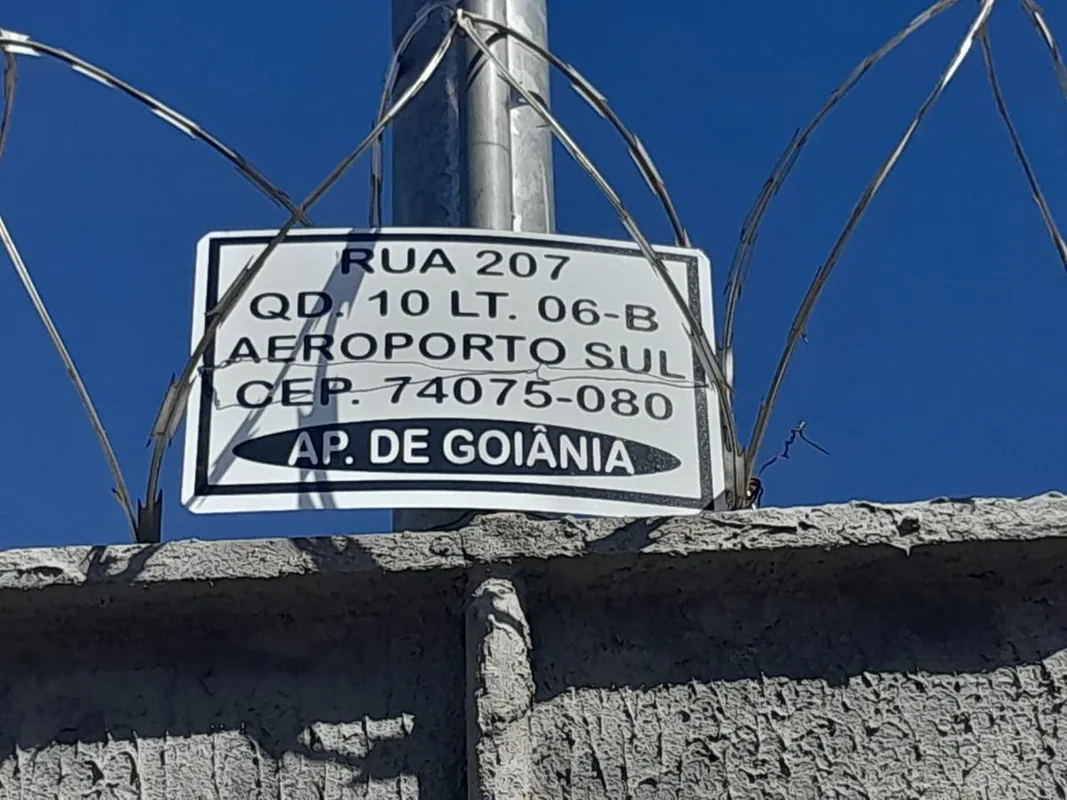 RUA 207
QD. 10 LT. 06-B
AEROPORTO SUL
CEP. 74075-080
AP. DE GOIÂNIA